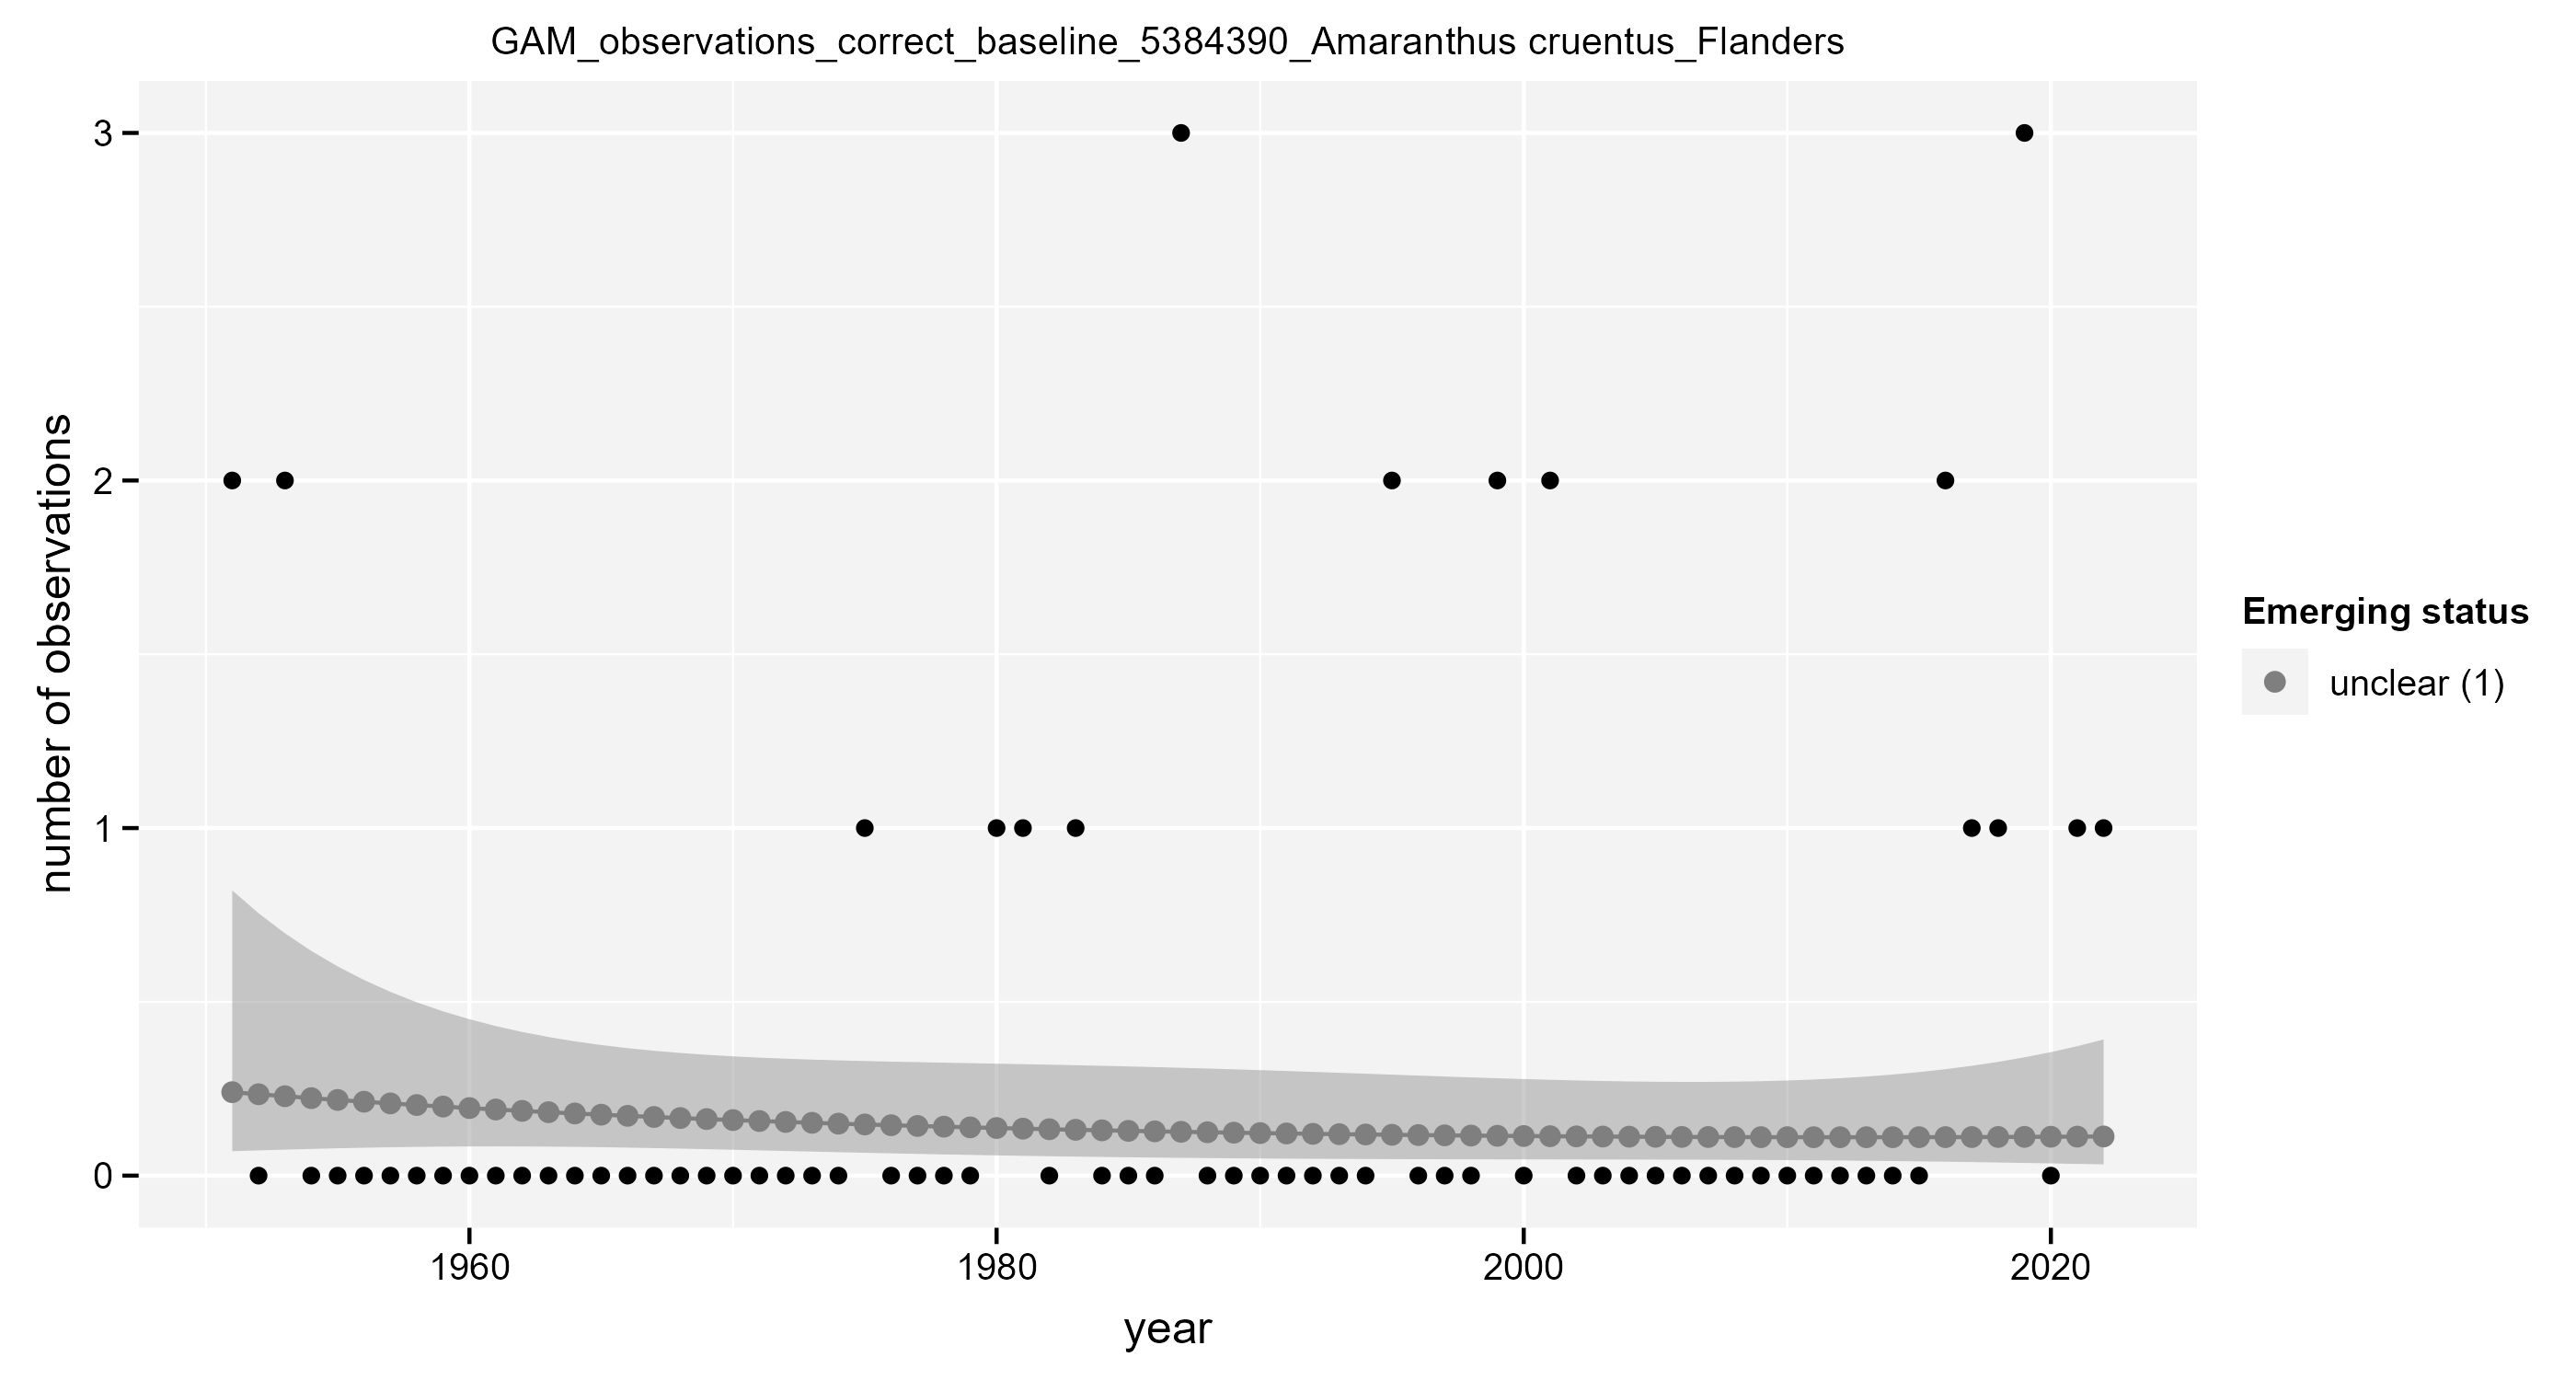 GAM_observations_correct_baseline_5384390_Amaranthus cruentus_Flanders
number of observations
3
2
1
0
1960
1980
2000
2020
year
Emerging status
unclear (1)